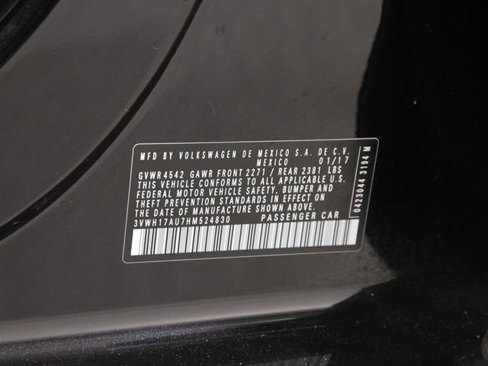 MFD BY VOLKSWAGEN DE MEXICO S.A. DE C.V.
MEXICO 01/17
GVWR4542 GAWR FRONT 2271 / REAR 2381 LBS
THIS VEHICLE CONFORMS TO ALL APPLICABLE U.S.
FEDERAL MOTOR VEHICLE SAFETY, BUMPER AND
THEFT PREVENTION STANDARDS IN EFFECT ON
THE DATE OF MANUFACTURE SHOWN ABOVE.
3VWH17AU7HM524830 PASSENGER CAR
0423044 3194 M